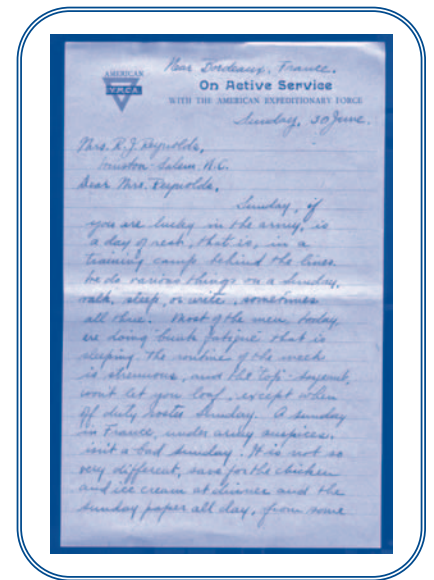 Near Bordeaux, France.
AMERICAN
Y.M.C.A.
On Active Service
WITH THE AMERICAN EXPEDITIONARY FORCE
Sunday, 30 June.
Mrs. R. J. Reynolds,
Winston-Salem, N.C.
Dear Mrs. Reynolds,
Sunday, if
you are lucky in the army, is
a day of rest, that is, in a
training camp behind the lines.
We do various things on a Sunday,
walk, sleep, or write, sometimes
all three. Most of the men, today,
are doing "bunk fatigue" that is
sleeping. The routine of the week
is strenuous, and the "top"-sergeant,
won't let you loaf, except when
off duty Sunday. A Sunday
in France, under army auspices,
isn't a bad Sunday. It is not so
very different, save for the chicken
and ice cream at dinner and the
Sunday paper all day, from some